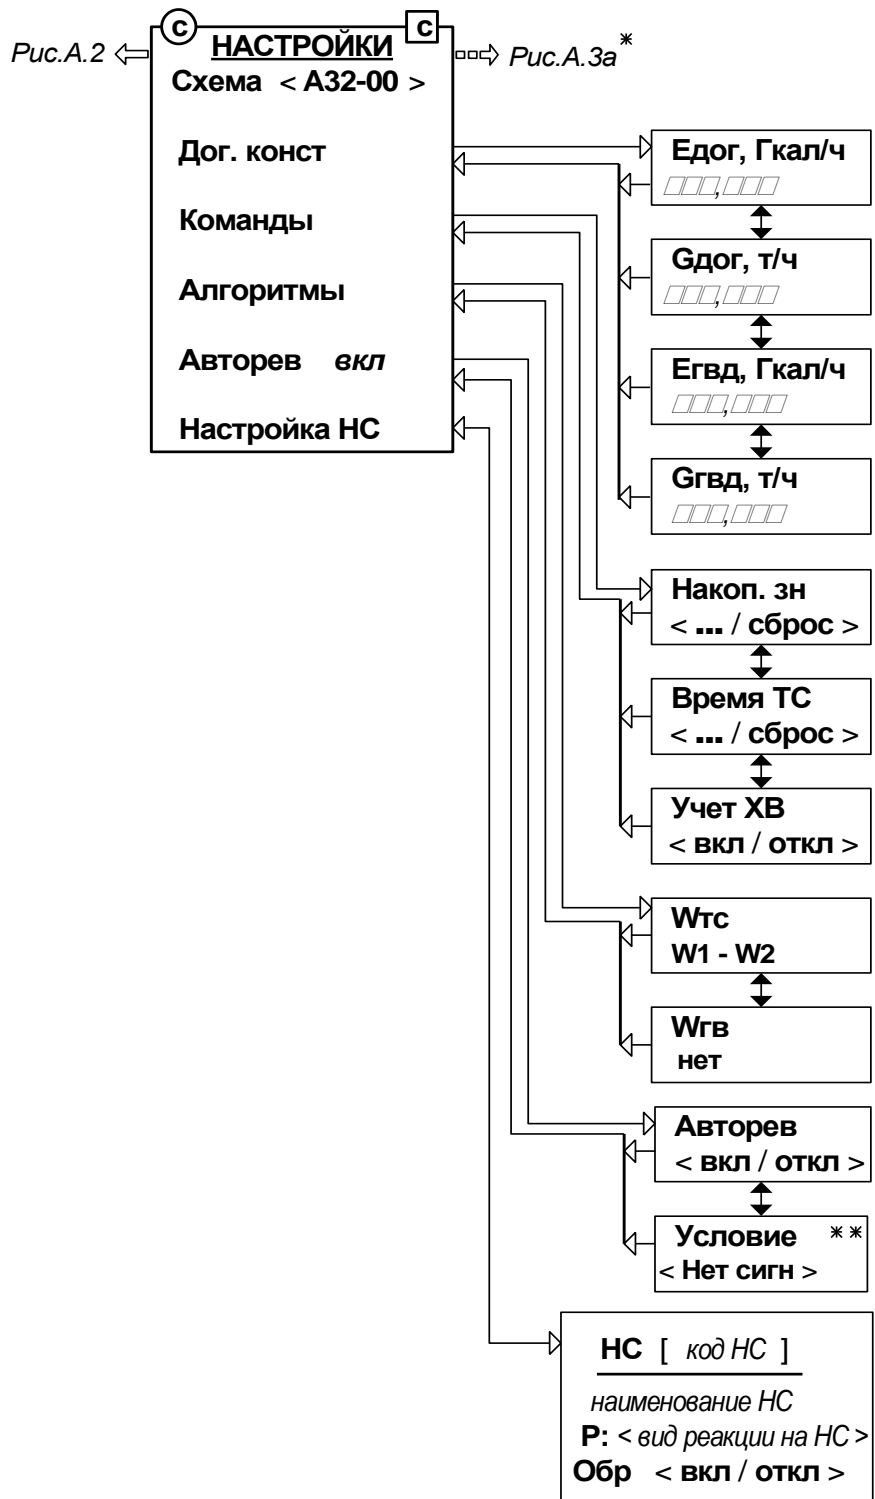 С
С
Рис.А.2
НАСТРОЙКИ
Рис.А.3а*
Схема < А32-00 >
Дог. конст
Команды
Алгоритмы
Авторев вкл
Настройка НС
Eдог, Гкал/ч
□□□,□□□
Gдог, т/ч
□□□,□□□
Eгвд, Гкал/ч
□□□,□□□
Gгвд, т/ч
□□□,□□□
Накоп. зн
< ... / сброс >
Время ТС
< ... / сброс >
Учет ХВ
< вкл / откл >
Wтс
W1 - W2
Wгв
нет
Авторев
< вкл / откл >
Условие **
< Нет сигн >
НС [ код НС ]
наименование НС
Р: < вид реакции на НС >
Обр < вкл / откл >